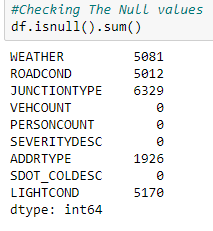 #Checking The Null values
df.isnull().sum()
WEATHER 5081
ROADCOND 5012
JUNCTIONTYPE 6329
VEHCOUNT 0
PERSONCOUNT 0
SEVERITYDESC 0
ADDRTYPE 1926
SDOT_COLDESC 0
LIGHTCOND 5170
dtype: int64